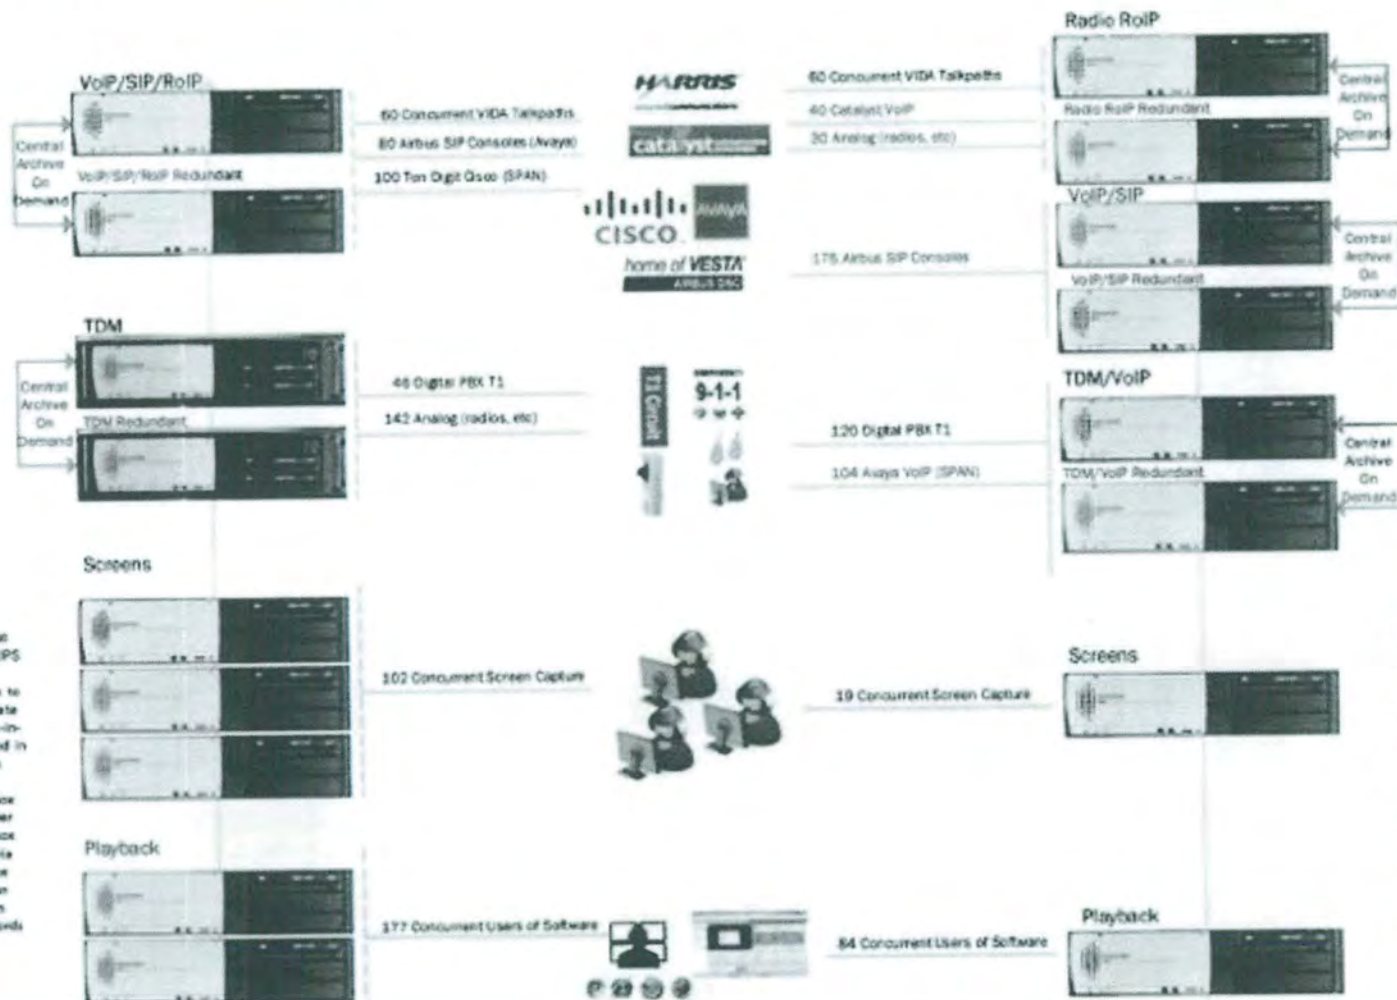 VoIP/SIP/RoIP
Central
Archive
On
Demand
VoIP/SIP/RoIP Redundant
60 Concurrent VIDA Talkpaths
80 Airbus SIP Consoles (Avaya)
100 Ten Digit Cisco (SPAN)
TDM
Central
Archive
On
Demand
TDM Redundant
46 Digital PBX T1
142 Analog (radios, etc)
Screens
102 Concurrent Screen Capture
Playback
177 Concurrent Users of Software
HARRIS
catalyst
CISCO
AVAYA
home of VESTA
AIRBUS DSC
T1 Circuit
9-1-1
Radio RoIP
60 Concurrent VIDA Talkpaths
40 Catalyst VoIP
Radio RoIP Redundant
Analog (radios, etc)
Central
Archive
On
Demand
VoIP/SIP
175 Airbus SIP Consoles
VoIP/SIP Redundant
Central
Archive
On
Demand
TDM/VoIP
120 Digital PBX T1
104 Avaya VoIP (SPAN)
TDM/VoIP Redundant
Central
Archive
On
Demand
Screens
19 Concurrent Screen Capture
Playback
84 Concurrent Users of Software
IPS
to
-in-
d in